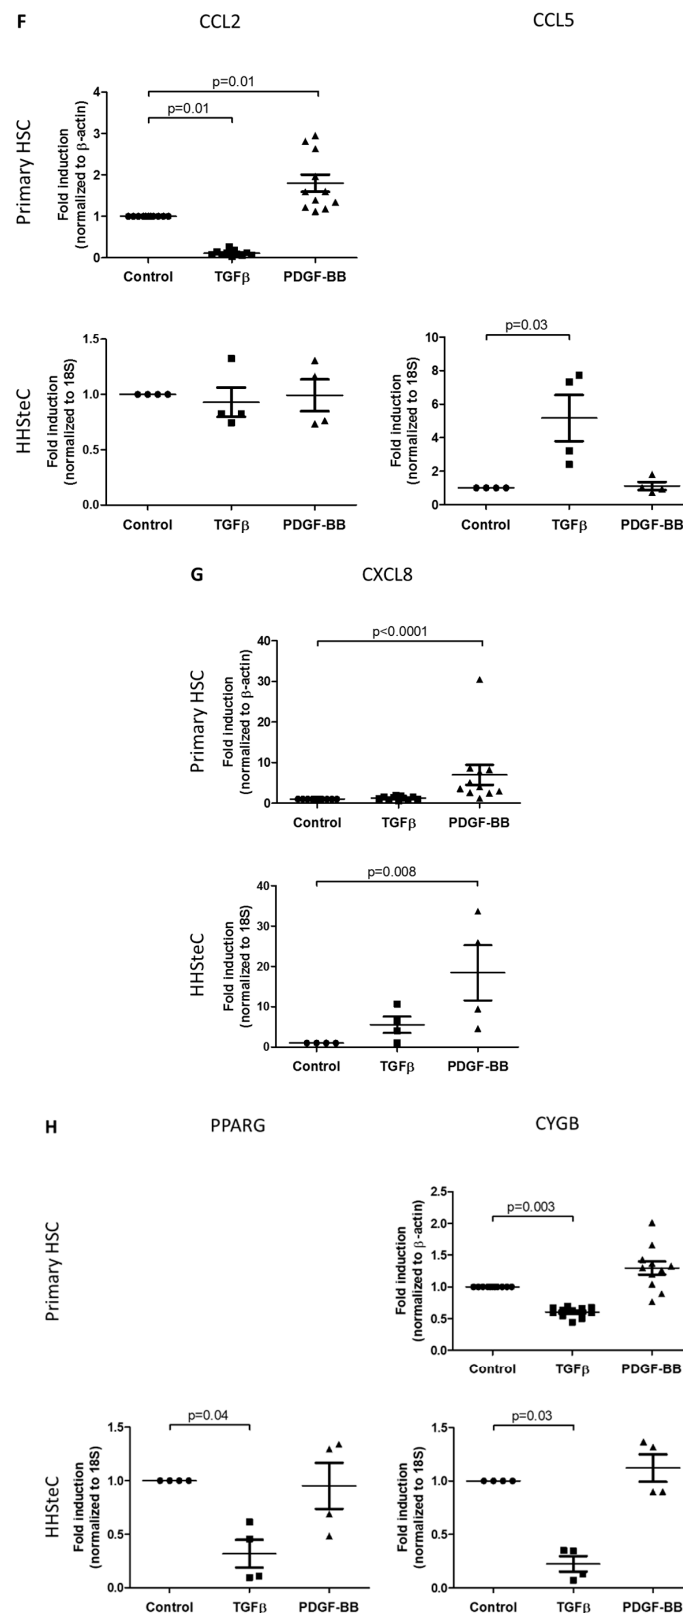 F
CCL2
CCL5
Primary HSC
Fold induction
(normalized to β-actin)
4
3
2
1
0
p=0.01
p=0.01
Control
TGFβ
PDGF-BB
HHSteC
Fold induction
(normalized to 18S)
1.5
1.0
0.5
0.0
Control
TGFβ
PDGF-BB
Fold induction
(normalized to 18S)
10
8
6
4
2
0
p=0.03
Control
TGFβ
PDGF-BB
G
CXCL8
Primary HSC
Fold induction
(normalized to β-actin)
40
30
20
10
0
p<0.0001
Control
TGFβ
PDGF-BB
HHSteC
Fold induction
(normalized to 18S)
40
30
20
10
0
p=0.008
Control
TGFβ
PDGF-BB
H
PPARG
CYGB
Primary HSC
Fold induction
(normalized to β-actin)
2.5
2.0
1.5
1.0
0.5
0.0
p=0.003
Control
TGFβ
PDGF-BB
HHSteC
Fold induction
(normalized to 18S)
1.5
1.0
0.5
0.0
p=0.04
Control
TGFβ
PDGF-BB
Fold induction
(normalized to 18S)
1.5
1.0
0.5
0.0
p=0.03
Control
TGFβ
PDGF-BB